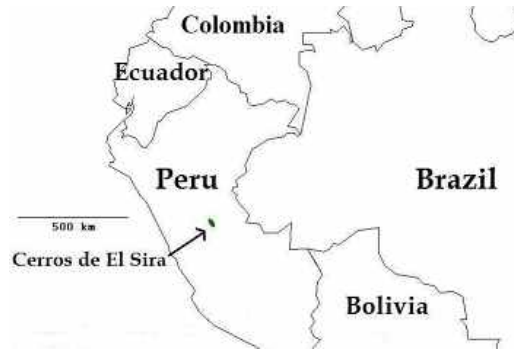 Colombia
Ecuador
Peru
Brazil
500 km
Cerros de El Sira
Bolivia